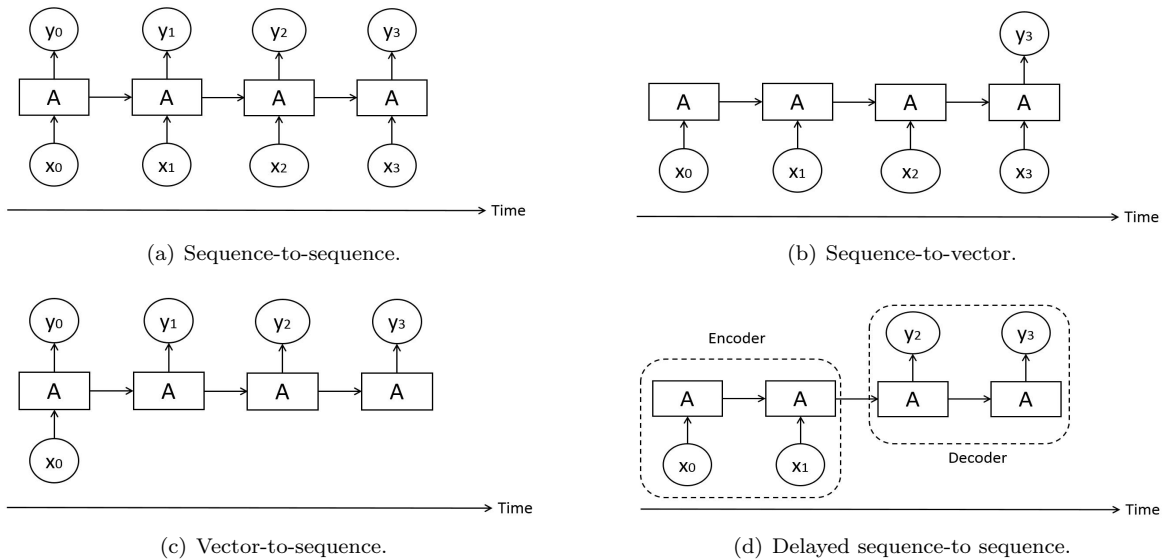 y0 y1 y2 y3
A A A A
x0 x1 x2 x3
Time
(a) Sequence-to-sequence.
y3
A A A A
x0 x1 x2 x3
Time
(b) Sequence-to-vector.
y0 y1 y2 y3
A A A A
x0
Time
(c) Vector-to-sequence.
Encoder
y2 y3
A A A A
x0 x1
Decoder
Time
(d) Delayed sequence-to sequence.